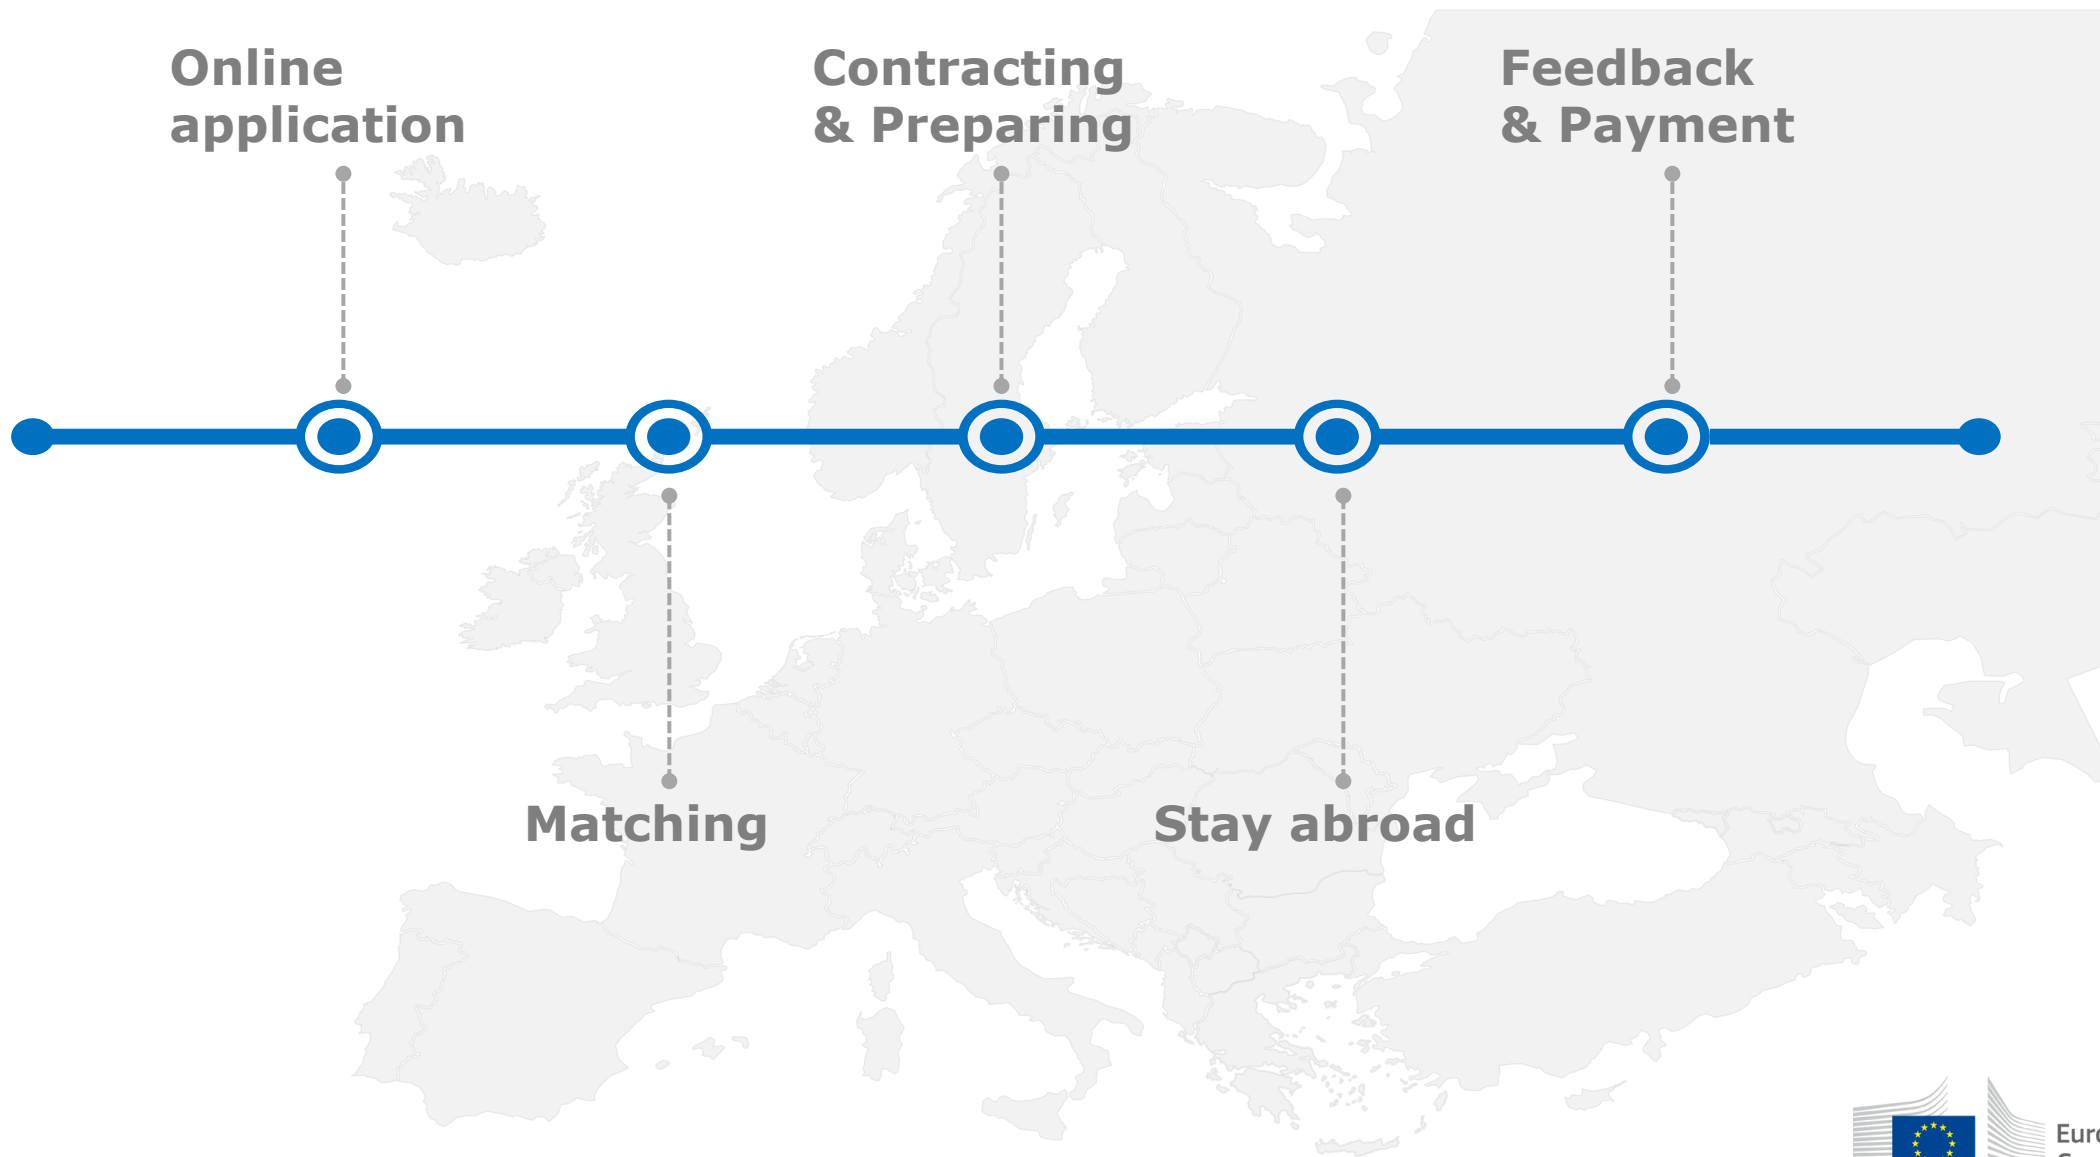 Online
application
Contracting
& Preparing
Feedback
& Payment
Matching
Stay abroad